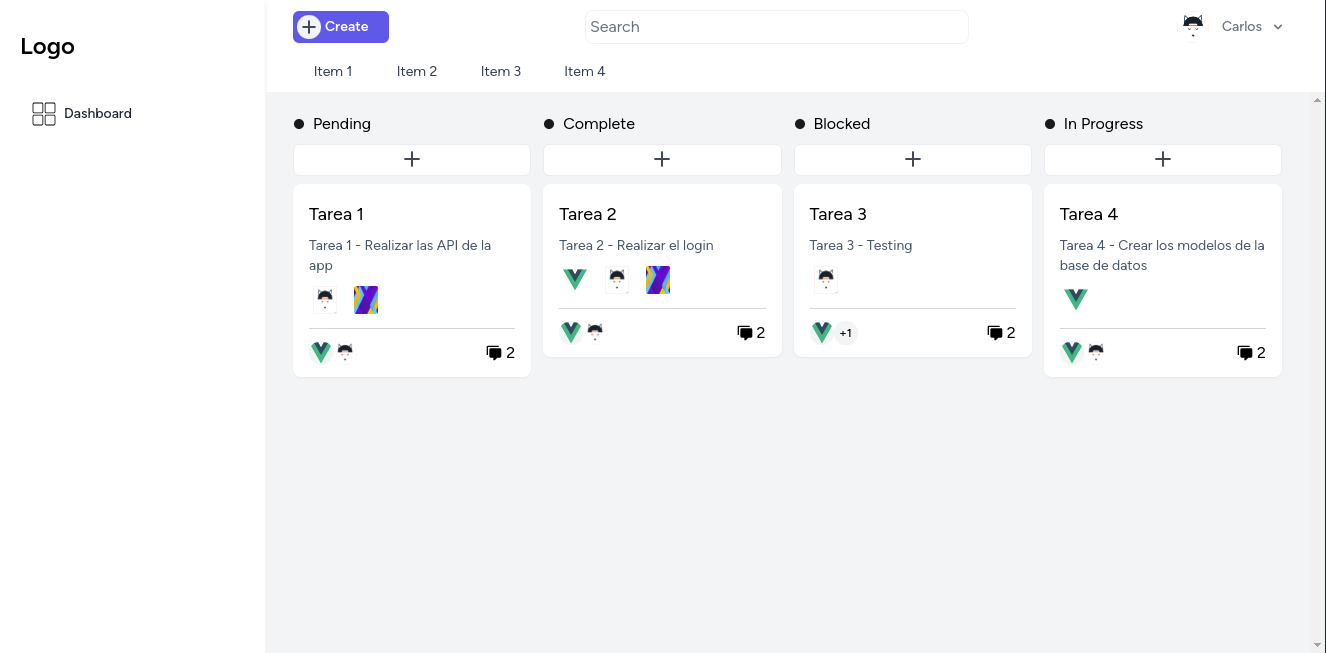 Logo
Dashboard
Create
Search
Carlos
Item 1
Item 2
Item 3
Item 4
Pending
Tarea 1
Tarea 1 - Realizar las API de la
app
2
Complete
Tarea 2
Tarea 2 - Realizar el login
2
Blocked
Tarea 3
Tarea 3 - Testing
+1
2
In Progress
Tarea 4
Tarea 4 - Crear los modelos de la
base de datos
2